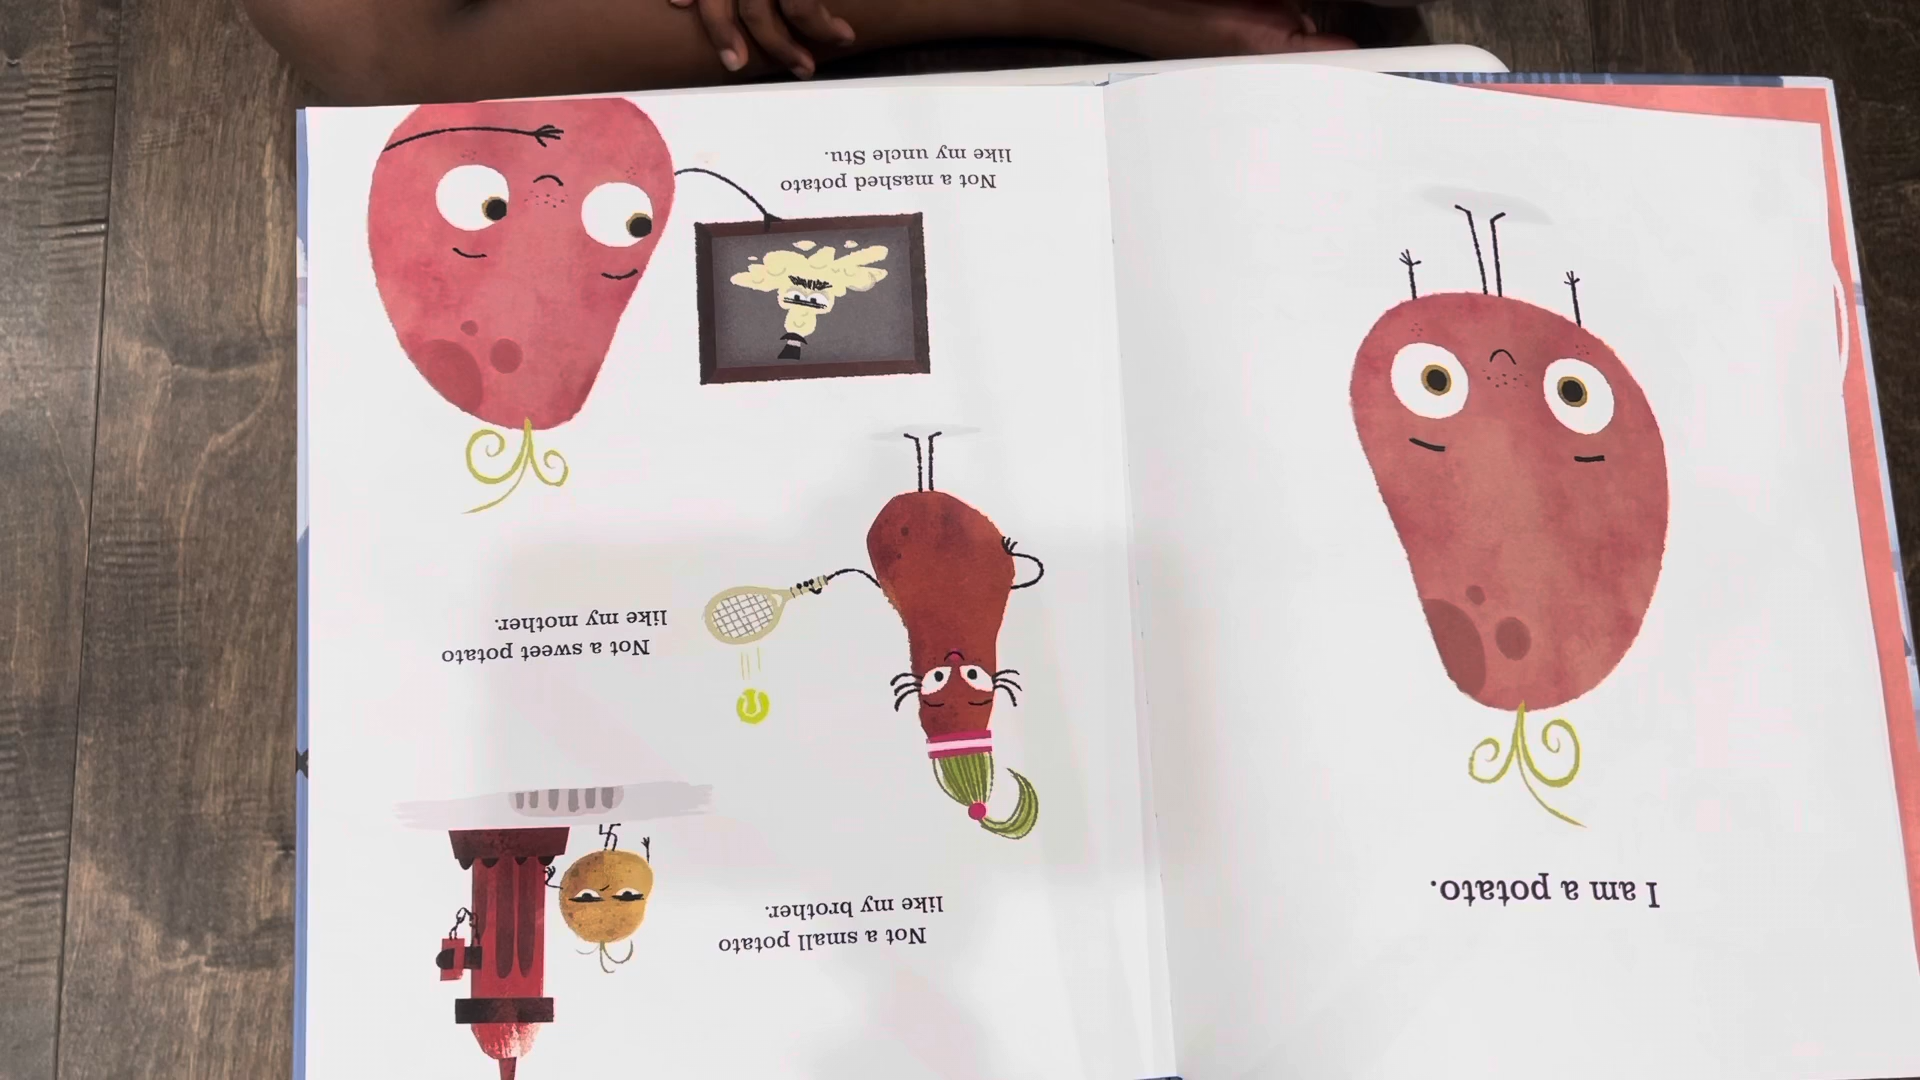 I am a potato.
Not a small potato
like my brother.
Not a sweet potato
like my mother.
Not a mashed potato
like my uncle Stu.